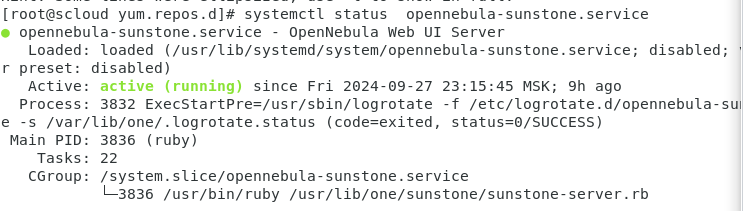 [root@scloud yum.repos.d]# systemctl status  opennebula-sunstone.service
● opennebula-sunstone.service - OpenNebula Web UI Server
   Loaded: loaded (/usr/lib/systemd/system/opennebula-sunstone.service; disabled;
r preset: disabled)
   Active: active (running) since Fri 2024-09-27 23:15:45 MSK; 9h ago
  Process: 3832 ExecStartPre=/usr/sbin/logrotate -f /etc/logrotate.d/opennebula-sun
e -s /var/lib/one/.logrotate.status (code=exited, status=0/SUCCESS)
 Main PID: 3836 (ruby)
    Tasks: 22
   CGroup: /system.slice/opennebula-sunstone.service
           └─3836 /usr/bin/ruby /usr/lib/one/sunstone/sunstone-server.rb